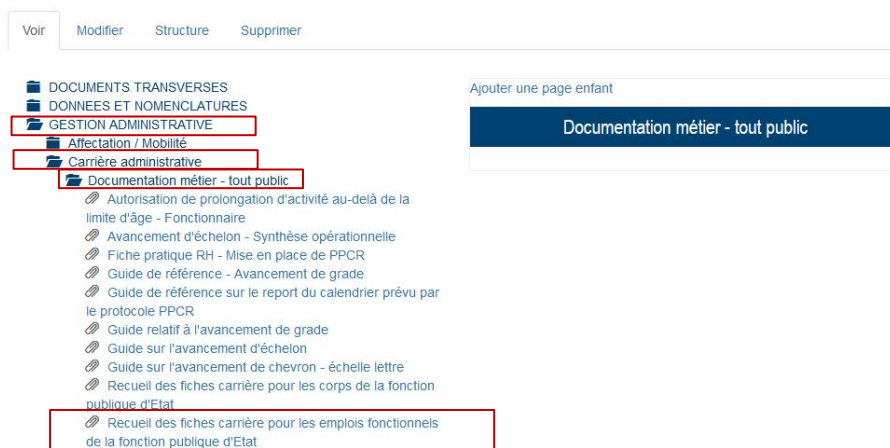 Voir Modifier Structure Supprimer
DOCUMENTS TRANSVERSES
DONNEES ET NOMENCLATURES
GESTION ADMINISTRATIVE
Affectation / Mobilité
Carrière administrative
Documentation métier - tout public
Autorisation de prolongation d'activité au-delà de la
limite d'âge - Fonctionnaire
Avancement d'échelon - Synthèse opérationnelle
Fiche pratique RH - Mise en place de PPCR
Guide de référence - Avancement de grade
Guide de référence sur le report du calendrier prévu par
le protocole PPCR
Guide relatif à l'avancement de grade
Guide sur l'avancement d'échelon
Guide sur l'avancement de chevron - échelle lettre
Recueil des fiches carrière pour les corps de la fonction
publique d'Etat
Recueil des fiches carrière pour les emplois fonctionnels
de la fonction publique d'Etat
Ajouter une page enfant
Documentation métier - tout public